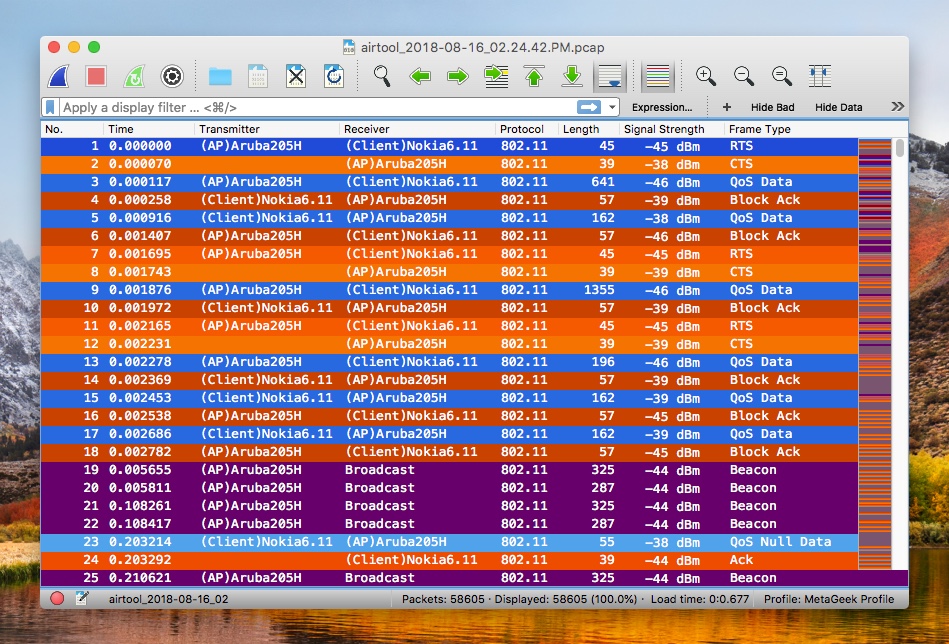 airtool_2018-08-16_02.24.42.PM.pcap
Apply a display filter ... <⌘/> Expression... + Hide Bad Hide Data »
No. Time Transmitter Receiver Protocol Length Signal Strength Frame Type
1 0.000000 (AP)Aruba205H (Client)Nokia6.11 802.11 45 −45 dBm RTS
2 0.000070 (AP)Aruba205H 802.11 39 −38 dBm CTS
3 0.000117 (AP)Aruba205H (Client)Nokia6.11 802.11 641 −46 dBm QoS Data
4 0.000258 (Client)Nokia6.11 (AP)Aruba205H 802.11 57 −39 dBm Block Ack
5 0.000916 (Client)Nokia6.11 (AP)Aruba205H 802.11 162 −38 dBm QoS Data
6 0.001407 (AP)Aruba205H (Client)Nokia6.11 802.11 57 −46 dBm Block Ack
7 0.001695 (AP)Aruba205H (Client)Nokia6.11 802.11 45 −45 dBm RTS
8 0.001743 (AP)Aruba205H 802.11 39 −39 dBm CTS
9 0.001876 (AP)Aruba205H (Client)Nokia6.11 802.11 1355 −46 dBm QoS Data
10 0.001972 (Client)Nokia6.11 (AP)Aruba205H 802.11 57 −39 dBm Block Ack
11 0.002165 (AP)Aruba205H (Client)Nokia6.11 802.11 45 −45 dBm RTS
12 0.002231 (AP)Aruba205H 802.11 39 −39 dBm CTS
13 0.002278 (AP)Aruba205H (Client)Nokia6.11 802.11 196 −46 dBm QoS Data
14 0.002369 (Client)Nokia6.11 (AP)Aruba205H 802.11 57 −39 dBm Block Ack
15 0.002453 (Client)Nokia6.11 (AP)Aruba205H 802.11 162 −39 dBm QoS Data
16 0.002538 (AP)Aruba205H (Client)Nokia6.11 802.11 57 −45 dBm Block Ack
17 0.002686 (Client)Nokia6.11 (AP)Aruba205H 802.11 162 −39 dBm QoS Data
18 0.002782 (AP)Aruba205H (Client)Nokia6.11 802.11 57 −45 dBm Block Ack
19 0.005655 (AP)Aruba205H Broadcast 802.11 325 −44 dBm Beacon
20 0.005811 (AP)Aruba205H Broadcast 802.11 287 −44 dBm Beacon
21 0.108261 (AP)Aruba205H Broadcast 802.11 325 −44 dBm Beacon
22 0.108417 (AP)Aruba205H Broadcast 802.11 287 −44 dBm Beacon
23 0.203214 (Client)Nokia6.11 (AP)Aruba205H 802.11 55 −38 dBm QoS Null Data
24 0.203292 (Client)Nokia6.11 802.11 39 −44 dBm Ack
25 0.210621 (AP)Aruba205H Broadcast 802.11 325 −44 dBm Beacon
airtool_2018-08-16_02 Packets: 58605 · Displayed: 58605 (100.0%) · Load time: 0:0.677 Profile: MetaGeek Profile